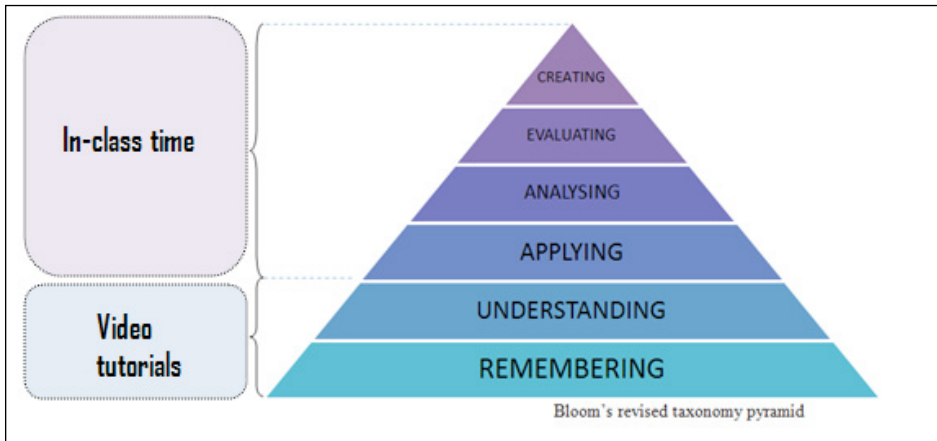 In-class time
Video
tutorials
CREATING
EVALUATING
ANALYSING
APPLYING
UNDERSTANDING
REMEMBERING
Bloom's revised taxonomy pyramid